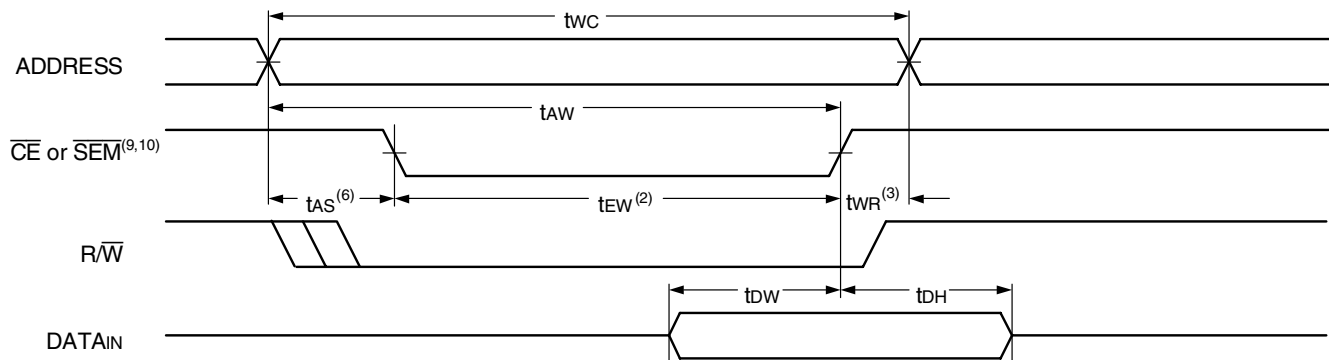 tWC
ADDRESS
tAW
CE or SEM(9,10)
tAS(6)
tEW(2)
tWR(3)
R/W
tDW
tDH
DATAIN